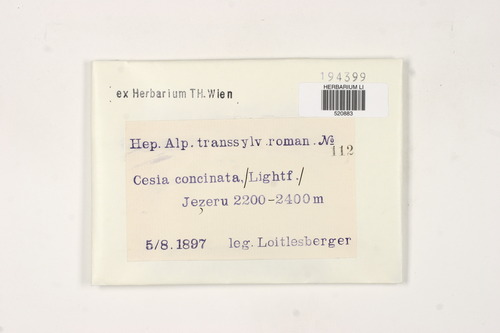 194399
HERBARIUM LI
520883
ex Herbarium TH. Wien
Hep. Alp. transsylv. roman. №
112
Cesia concinata, /Lightf./
Jezeru 2200-2400 m
5/8. 1897 leg. Loitlesberger